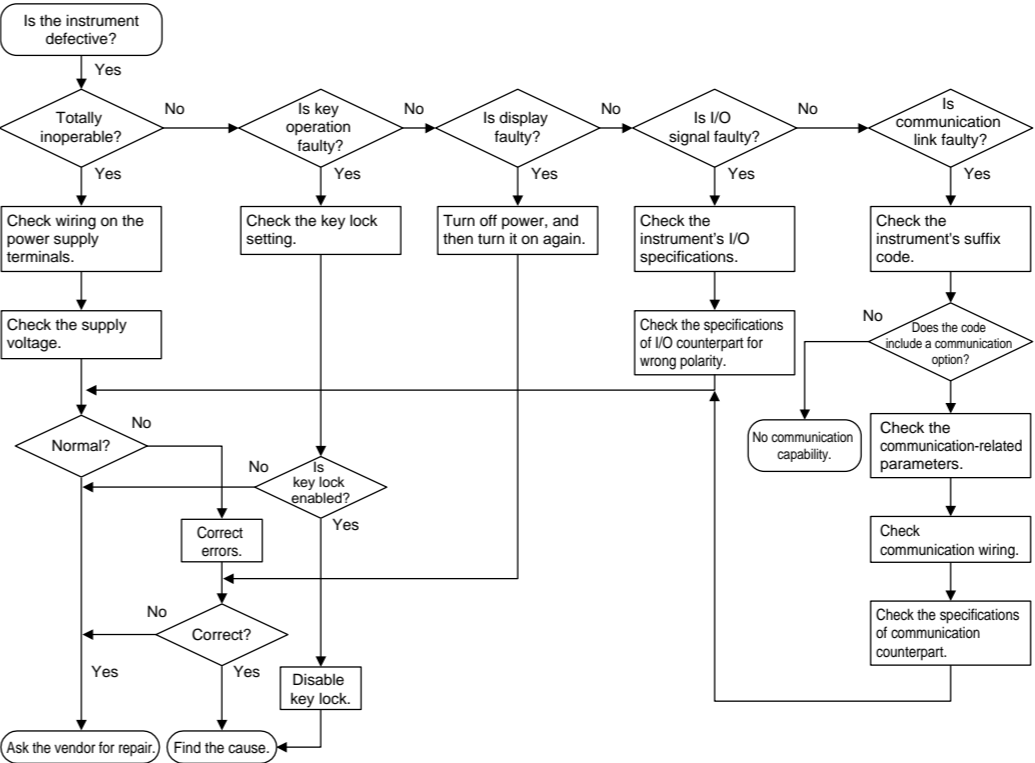 Is the instrument
defective?
Yes
Totally
inoperable?
No
Is key
operation
faulty?
No
Is display
faulty?
No
Is I/O
signal faulty?
No
Is
communication
link faulty?
Yes
Yes
Yes
Yes
Yes
Check wiring on the
power supply
terminals.
Check the key lock
setting.
Turn off power, and
then turn it on again.
Check the
instrument's I/O
specifications.
Check the
instrument's suffix
code.
Check the supply
voltage.
Check the specifications
of I/O counterpart for
wrong polarity.
No
Does the code
include a communication
option?
No communication
capability.
Check the
communication-related
parameters.
Normal?
No
No
Is
key lock
enabled?
Yes
Correct
errors.
Check
communication wiring.
No
Correct?
Check the specifications
of communication
counterpart.
Yes
Yes
Disable
key lock.
Ask the vendor for repair.
Find the cause.